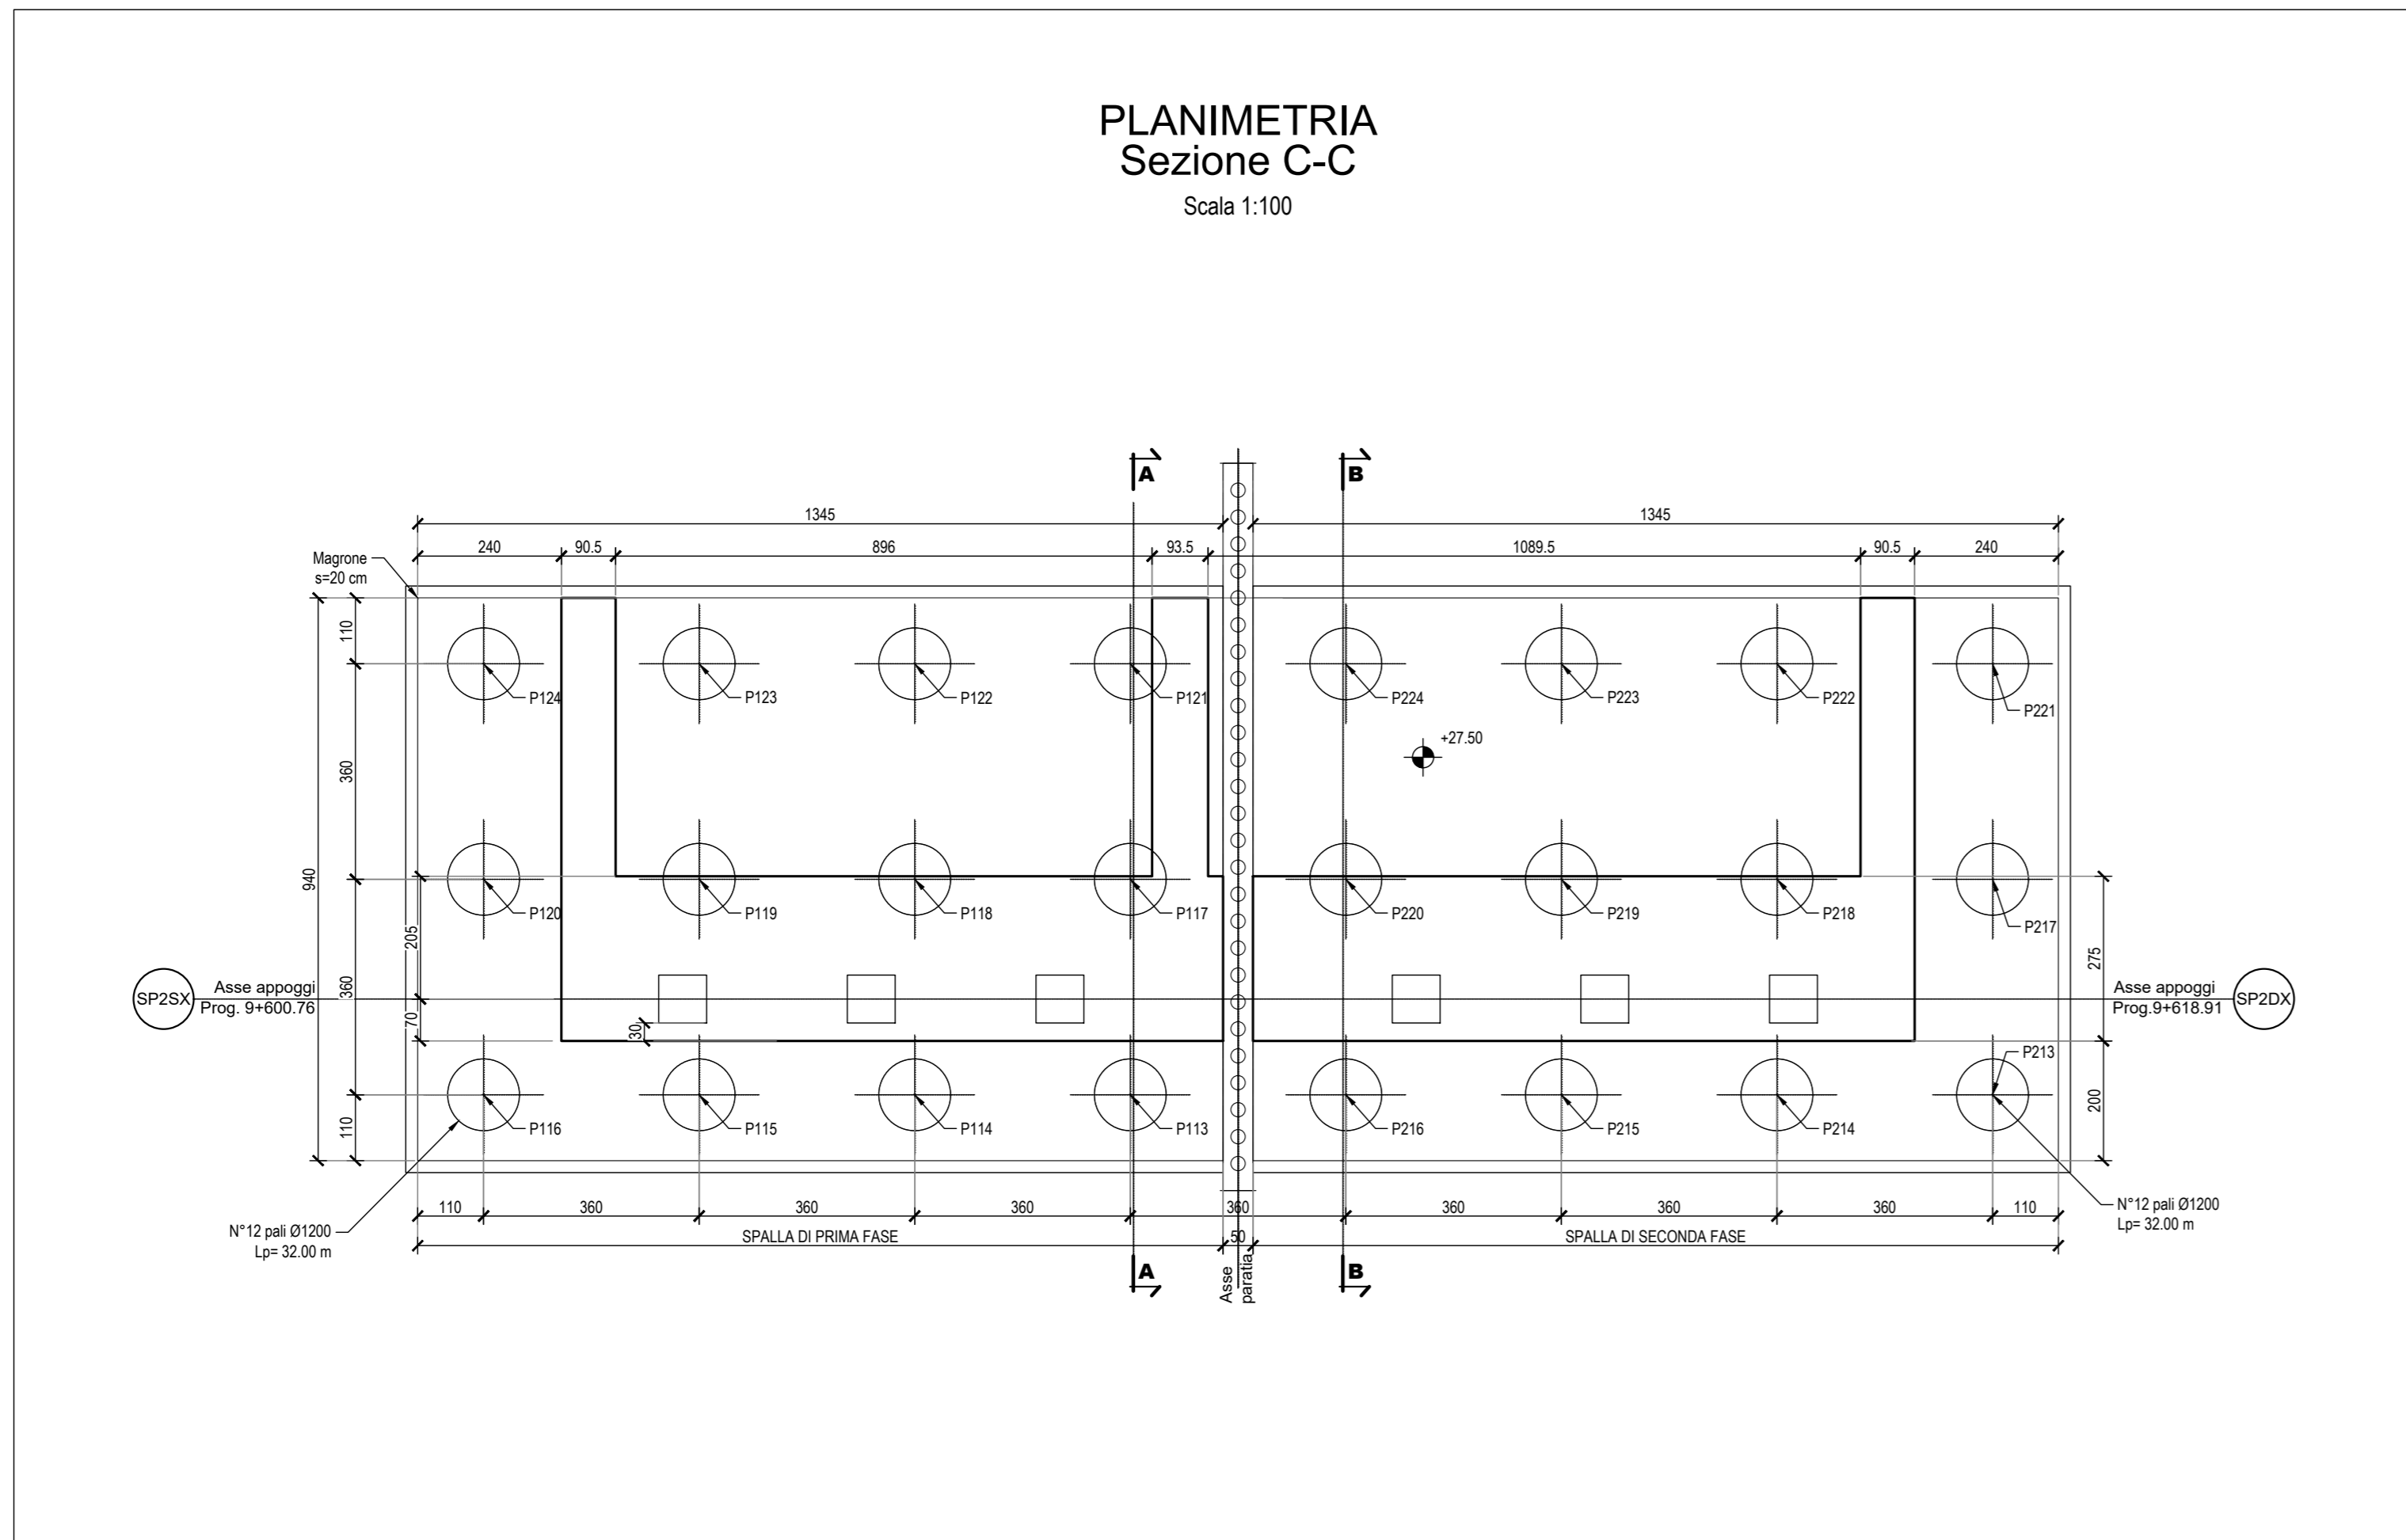 PLANIMETRIA
Sezione C-C
Scala 1:100
A
B
1345
1345
240
90.5
896
93.5
1089.5
90.5
240
Magrone
s=20 cm
110
P124
P123
P122
P121
P224
P223
P222
P221
+27.50
360
940
P120
P119
P118
P117
P220
P219
P218
P217
205
275
360
SP2SX
Asse appoggi
Prog. 9+600.76
Asse appoggi
Prog.9+618.91
SP2DX
70
30
P213
200
110
P116
P115
P114
P113
P216
P215
P214
N°12 pali Ø1200
Lp= 32.00 m
N°12 pali Ø1200
Lp= 32.00 m
110
360
360
360
360
360
360
360
110
SPALLA DI PRIMA FASE
50
SPALLA DI SECONDA FASE
A
B
Asse
paratia